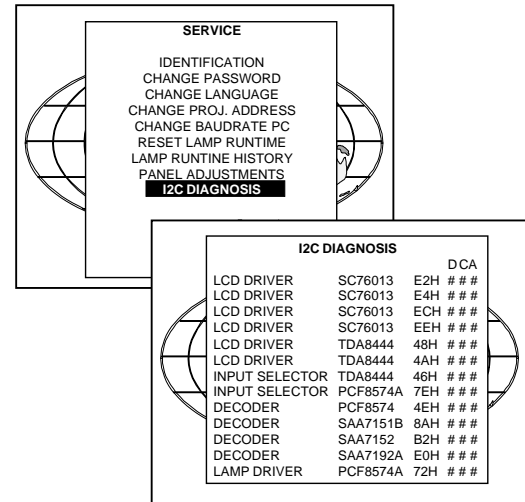 SERVICE
IDENTIFICATION
CHANGE PASSWORD
CHANGE LANGUAGE
CHANGE PROJ. ADDRESS
CHANGE BAUDRATE PC
RESET LAMP RUNTIME
LAMP RUNTINE HISTORY
PANEL ADJUSTMENTS
I2C DIAGNOSIS
I2C DIAGNOSIS
DCA
LCD DRIVER SC76013 E2H # # #
LCD DRIVER SC76013 E4H # # #
LCD DRIVER SC76013 ECH # # #
LCD DRIVER SC76013 EEH # # #
LCD DRIVER TDA8444 48H # # #
LCD DRIVER TDA8444 4AH # # #
INPUT SELECTOR TDA8444 46H # # #
INPUT SELECTOR PCF8574A 7EH # # #
DECODER PCF8574 4EH # # #
DECODER SAA7151B 8AH # # #
DECODER SAA7152 B2H # # #
DECODER SAA7192A E0H # # #
LAMP DRIVER PCF8574A 72H # # #